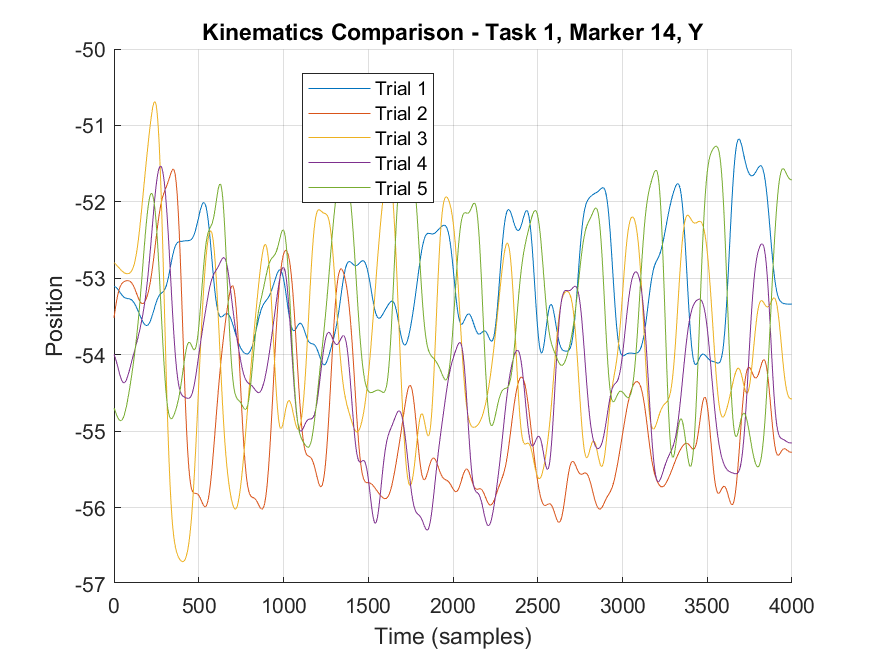 Kinematics Comparison - Task 1, Marker 14, Y
-50
-51
-52
-53
-54
-55
-56
-57
Position
Trial 1
Trial 2
Trial 3
Trial 4
Trial 5
0 500 1000 1500 2000 2500 3000 3500 4000
Time (samples)